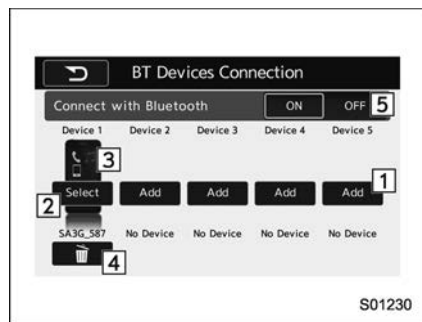 BT Devices Connection
Connect with Bluetooth ON OFF 5
Device 1 Device 2 Device 3 Device 4 Device 5
3
1
Select Add Add Add Add
2
SA3G_587 No Device No Device No Device No Device
4
S01230